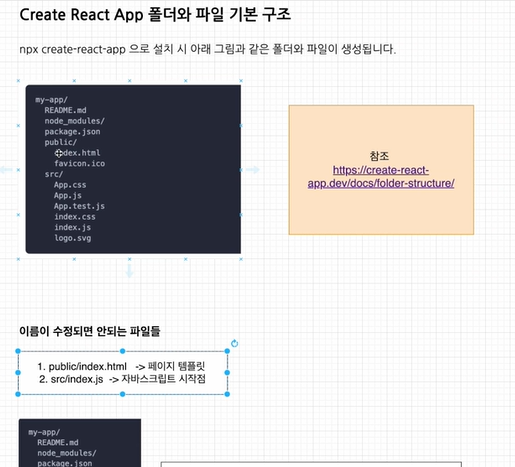 Create React App 폴더와 파일 기본 구조
npx create-react-app 으로 설치 시 아래 그림과 같은 폴더와 파일이 생성됩니다.
my-app/
README.md
node_modules/
package.json
public/
index.html
favicon.ico
src/
App.css
App.js
App.test.js
index.css
index.js
logo.svg
참조
https://create-react-
app.dev/docs/folder-structure/
이름이 수정되면 안되는 파일들
1. public/index.html -> 페이지 템플릿
2. src/index.js -> 자바스크립트 시작점
my-app/
README.md
node_modules/
package.json